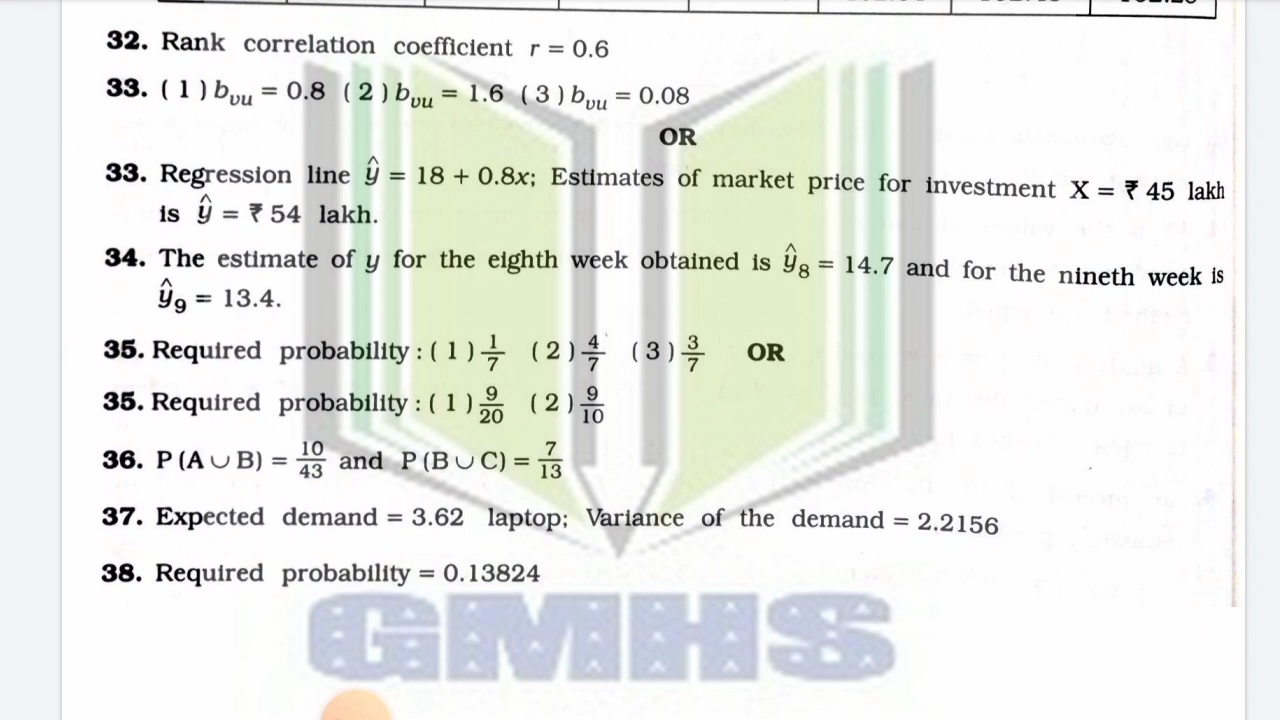 32. Rank correlation coefficient r = 0.6
33. ( 1 ) bᵥᵤ = 0.8 ( 2 ) bᵥᵤ = 1.6 ( 3 ) bᵥᵤ = 0.08
OR
33. Regression line ŷ = 18 + 0.8x; Estimates of market price for investment X = ₹ 45 lakh
is ŷ = ₹ 54 lakh.
34. The estimate of y for the eighth week obtained is ŷ₈ = 14.7 and for the nineth week is
ŷ₉ = 13.4.
35. Required probability : ( 1 ) 1/7 ( 2 ) 4/7 ( 3 ) 3/7 OR
35. Required probability : ( 1 ) 9/20 ( 2 ) 9/10
36. P (A ∪ B) = 10/43 and P (B ∪ C) = 7/13
37. Expected demand = 3.62 laptop; Variance of the demand = 2.2156
38. Required probability = 0.13824
GMHS